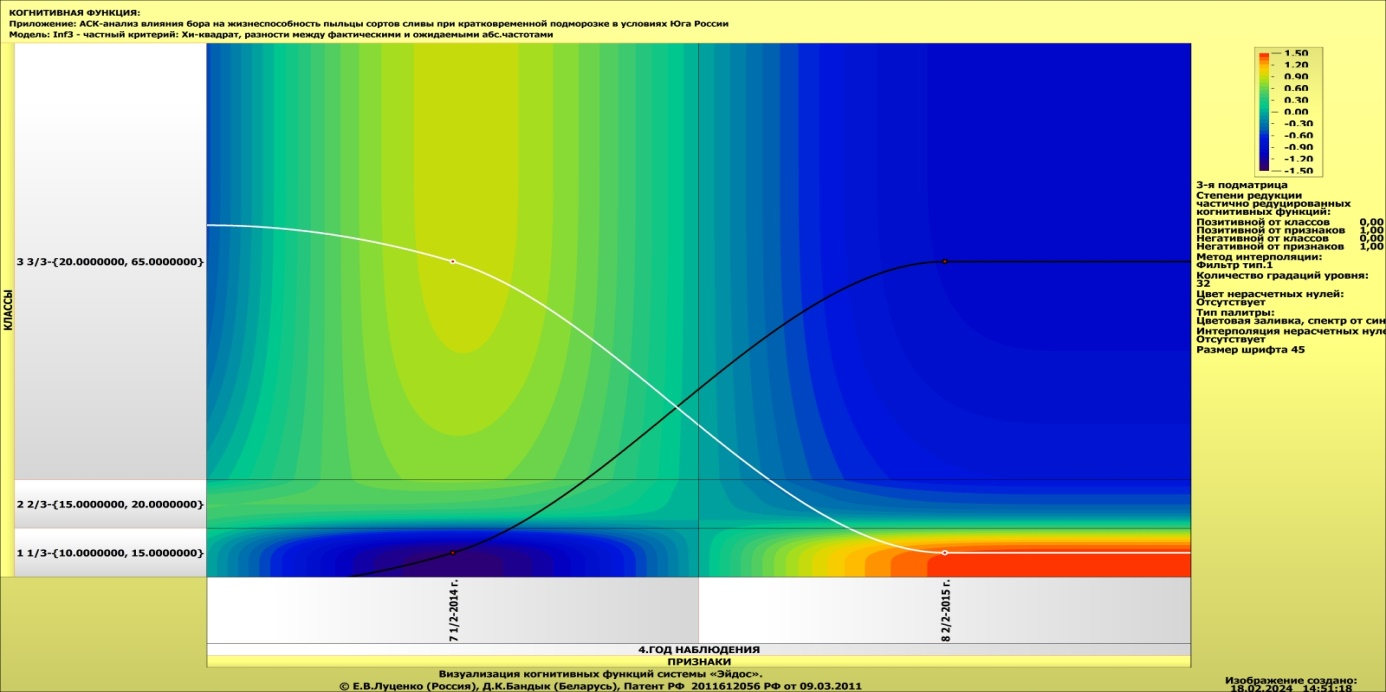 КОГНИТИВНАЯ ФУНКЦИЯ:
Приложение: АСК-анализ влияния бора на жизнеспособность пыльцы сортов сливы при кратковременной подморозке в условиях Юга России
Модель: Inf3 - частный критерий: Хи-квадрат, разности между фактическими и ожидаемыми абс.частотами
КЛАССЫ
3 3/3-{20.0000000, 65.0000000}
2 2/3-{15.0000000, 20.0000000}
1 1/3-{10.0000000, 15.0000000}
7 1/2-2014 г.
8 2/2-2015 г.
4.ГОД НАБЛЮДЕНИЯ
ПРИЗНАКИ
Визуализация когнитивных функций системы «Эйдос».
© Е.В.Луценко (Россия), Д.К.Бандык (Беларусь), Патент РФ 2011612056 РФ от 09.03.2011
1.50
1.20
0.90
0.60
0.30
0.00
-0.30
-0.60
-0.90
-1.20
-1.50
3-я подматрица
Степени редукции
частично редуцированных
когнитивных функций:
Позитивной от классов 0,00
Позитивной от признаков 1,00
Негативной от классов 0,00
Негативной от признаков 1,00
Метод интерполяции:
Фильтр тип.1
Количество градаций уровня:
32
Цвет нерасчетных нулей:
Отсутствует
Тип палитры:
Цветовая заливка, спектр от син
Интерполяция нерасчетных нуле
Отсутствует
Размер шрифта 45
Изображение создано:
18.02.2024 14:51:18